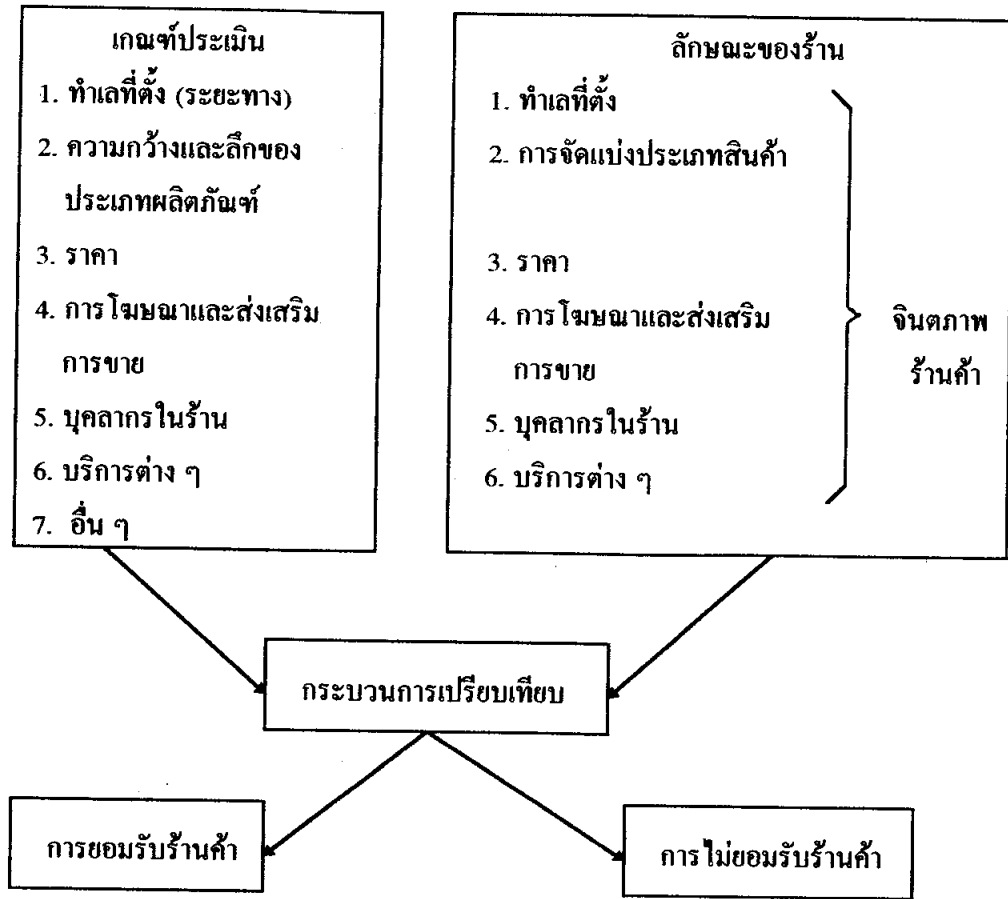 เกณฑ์ประเมิน
1. ทำเลที่ตั้ง (ระยะทาง)
2. ความกว้างและลึกของ
ประเภทผลิตภัณฑ์
3. ราคา
4. การโฆษณาและส่งเสริม
การขาย
5. บุคลากรในร้าน
6. บริการต่าง ๆ
7. อื่น ๆ
ลักษณะของร้าน
1. ทำเลที่ตั้ง
2. การจัดแบ่งประเภทสินค้า
3. ราคา
4. การโฆษณาและส่งเสริม
การขาย
5. บุคลากรในร้าน
6. บริการต่าง ๆ
จินตภาพ
ร้านค้า
กระบวนการเปรียบเทียบ
การยอมรับร้านค้า
การไม่ยอมรับร้านค้า